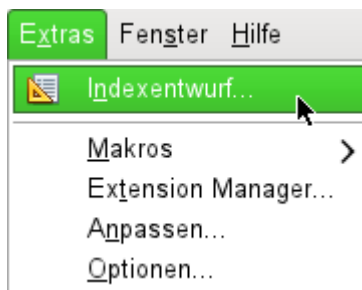 Extras Fenster Hilfe
Indexentwurf...
Makros
Extension Manager...
Anpassen...
Optionen...